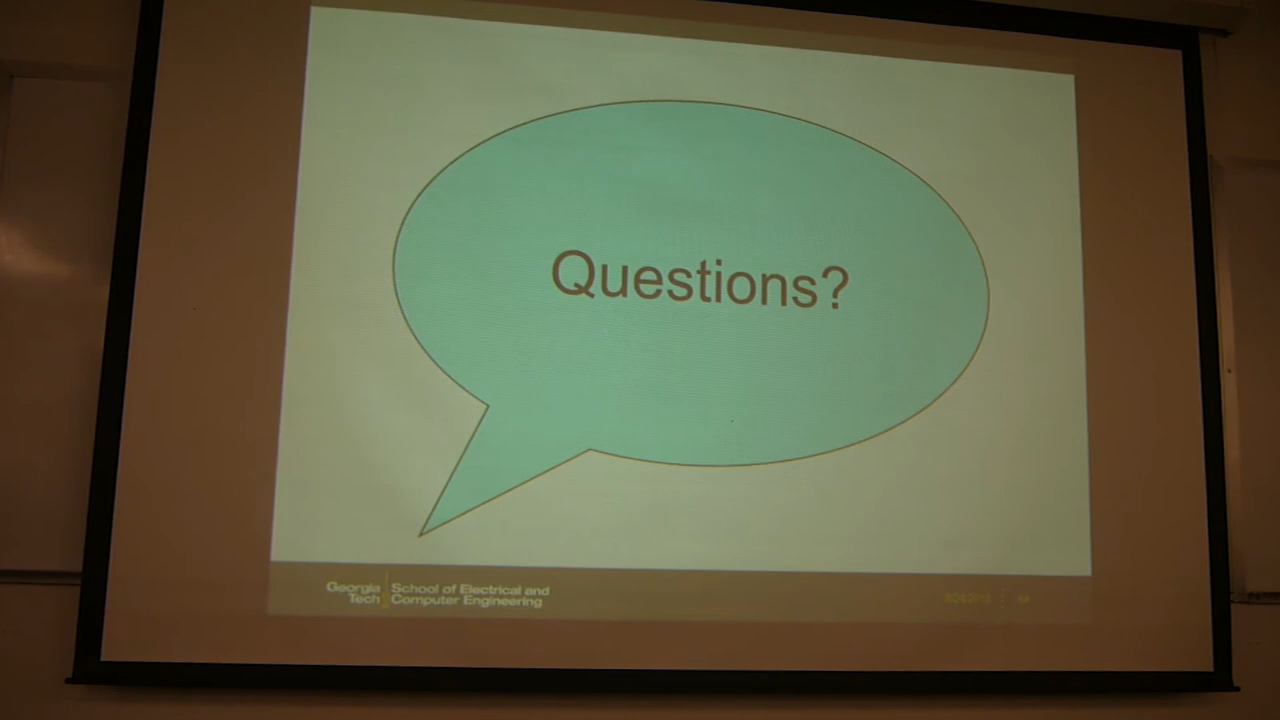 Questions?
Georgia Tech
School of Electrical and
Computer Engineering